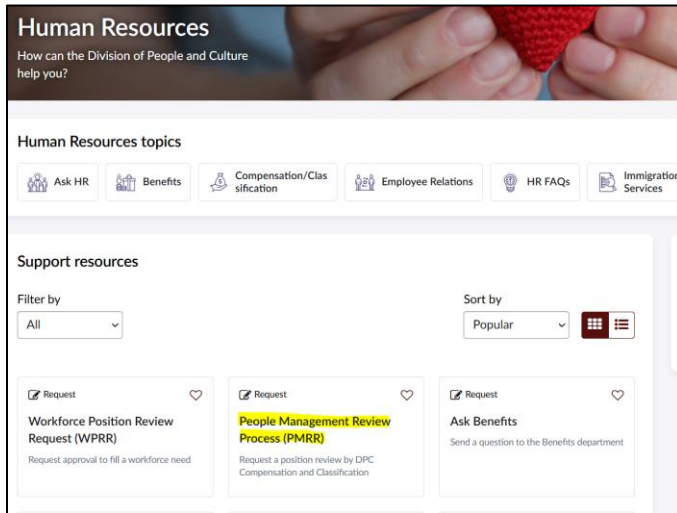 Human Resources
How can the Division of People and Culture
help you?
Human Resources topics
Ask HR
Benefits
Compensation/Clas
sification
Employee Relations
HR FAQs
Immigration
Services
Support resources
Filter by
Sort by
All
Popular
Request
Request
Request
Workforce Position Review
Request (WPRR)
Request approval to fill a workforce need
People Management Review
Process (PMRR)
Request a position review by DPC
Compensation and Classification
Ask Benefits
Send a question to the Benefits department